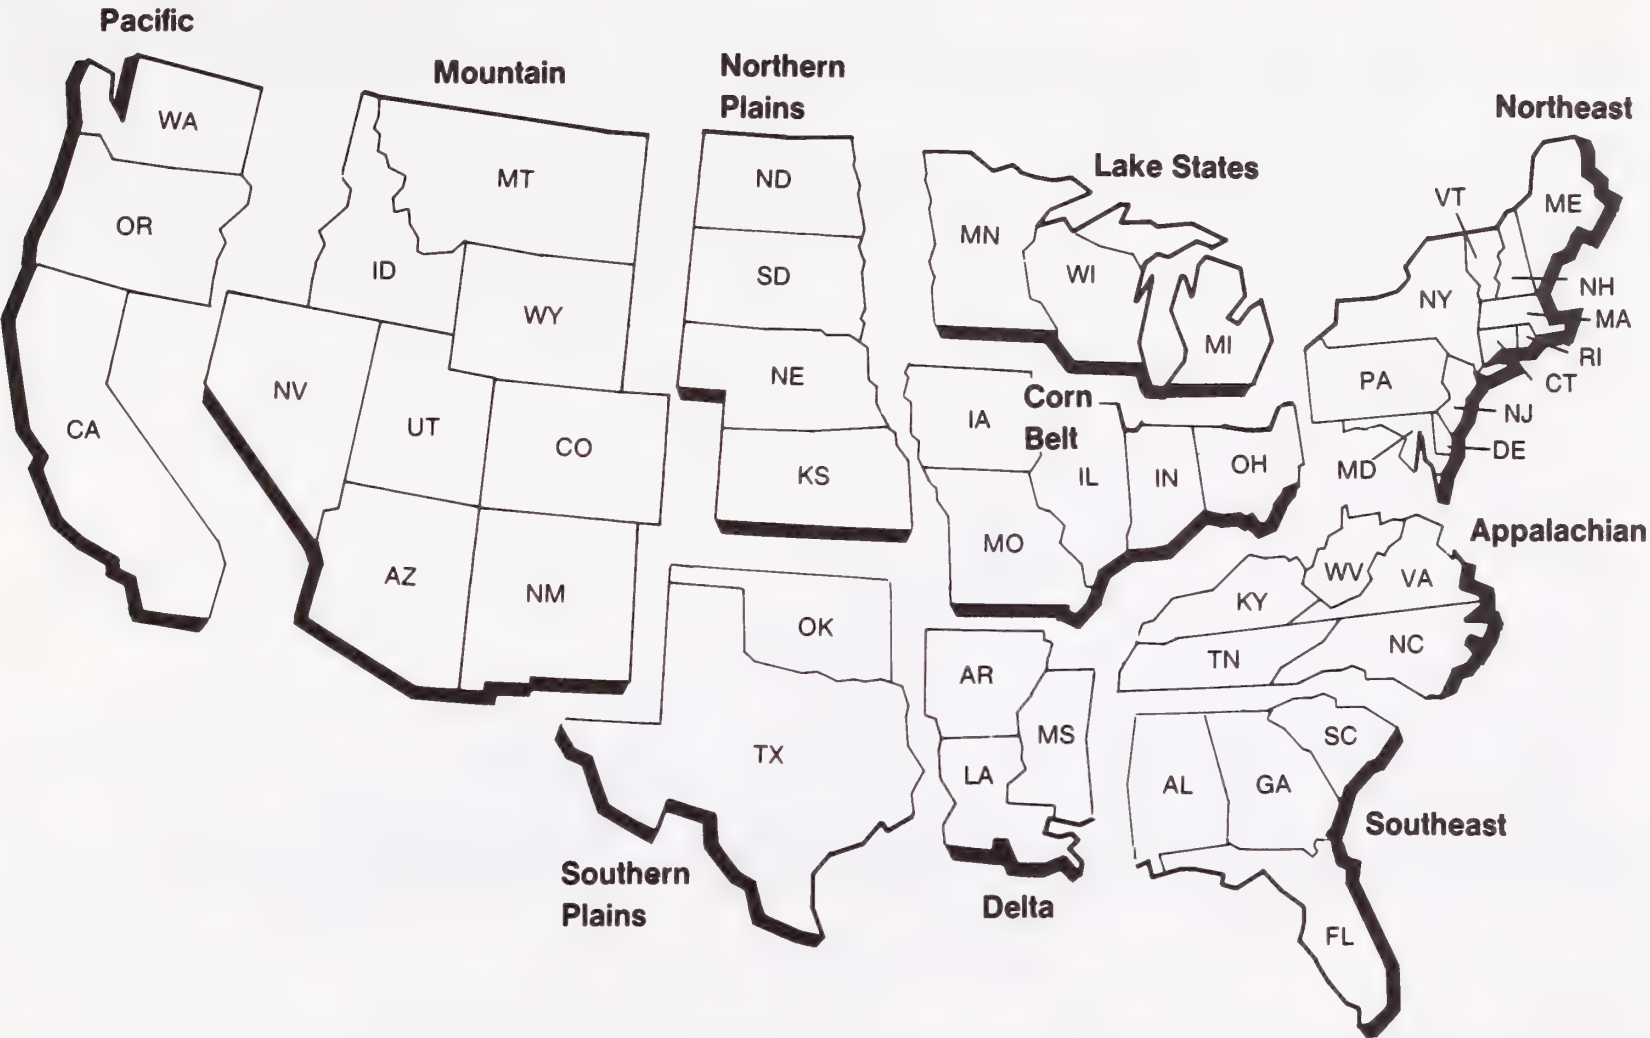 Pacific
WA
OR
CA
Mountain
MT
ID
WY
NV
UT
CO
AZ
NM
Northern
Plains
ND
SD
NE
KS
Lake States
MN
WI
MI
Corn
Belt
IA
IL
IN
OH
MO
Northeast
ME
VT
NH
NY
MA
RI
CT
PA
NJ
DE
MD
Appalachian
WV
VA
KY
NC
TN
Southern
Plains
OK
TX
Delta
AR
MS
LA
Southeast
SC
AL
GA
FL